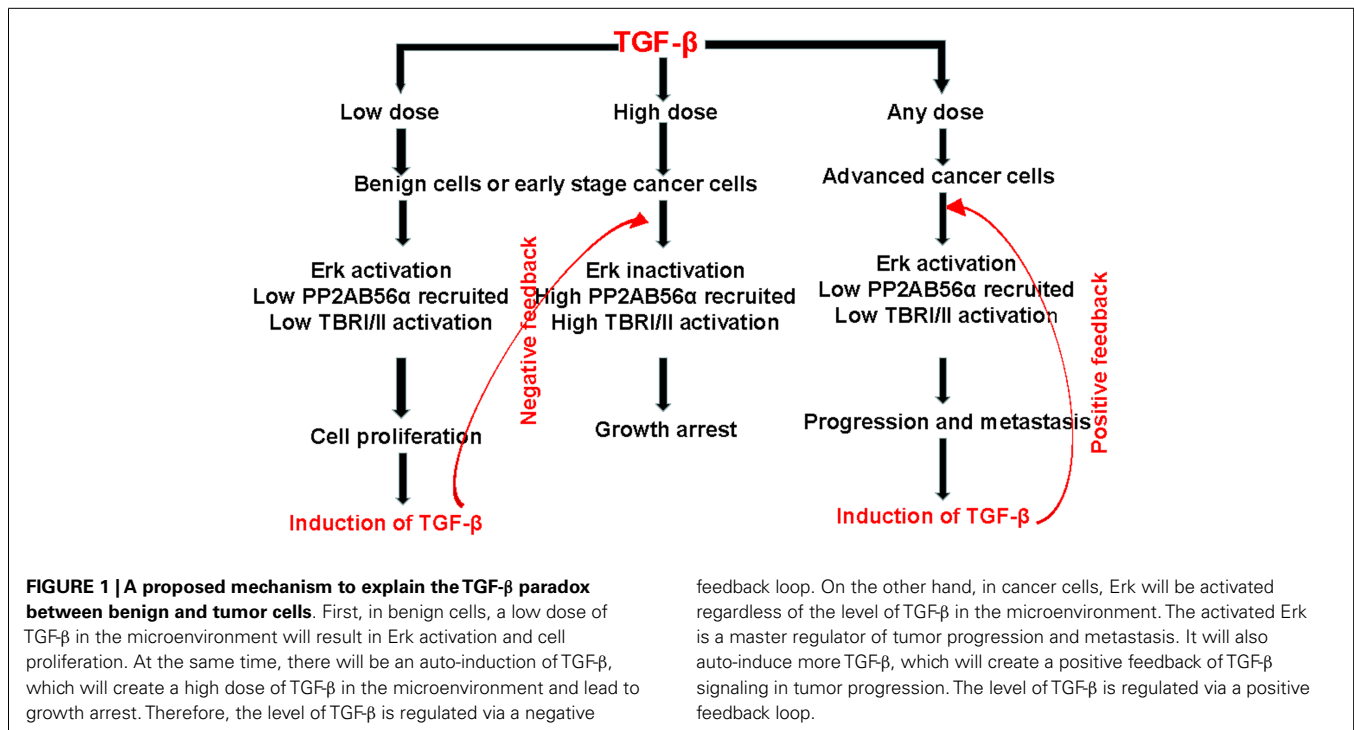 TGF-β
Low dose
High dose
Any dose
Benign cells or early stage cancer cells
Advanced cancer cells
Erk activation
Low PP2AB56α recruited
Low TBRI/II activation
Negative feedback
Erk inactivation
High PP2AB56α recruited
High TBRI/II activation
Erk activation
Low PP2AB56α recruited
Low TBRI/II activation
Positive feedback
Cell proliferation
Growth arrest
Progression and metastasis
Induction of TGF-β
Induction of TGF-β
FIGURE 1 | A proposed mechanism to explain the TGF-β paradox
between benign and tumor cells. First, in benign cells, a low dose of
TGF-β in the microenvironment will result in Erk activation and cell
proliferation. At the same time, there will be an auto-induction of TGF-β,
which will create a high dose of TGF-β in the microenvironment and lead to
growth arrest. Therefore, the level of TGF-β is regulated via a negative
feedback loop. On the other hand, in cancer cells, Erk will be activated
regardless of the level of TGF-β in the microenvironment. The activated Erk
is a master regulator of tumor progression and metastasis. It will also
auto-induce more TGF-β, which will create a positive feedback of TGF-β
signaling in tumor progression. The level of TGF-β is regulated via a positive
feedback loop.